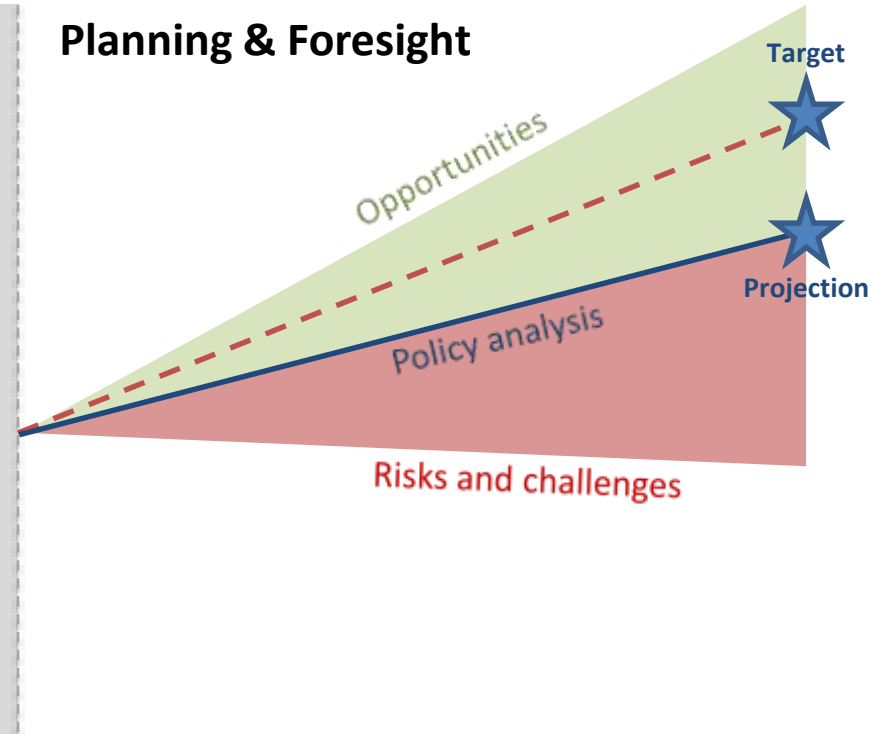 Planning & Foresight
Target
Opportunities
Projection
Policy analysis
Risks and challenges